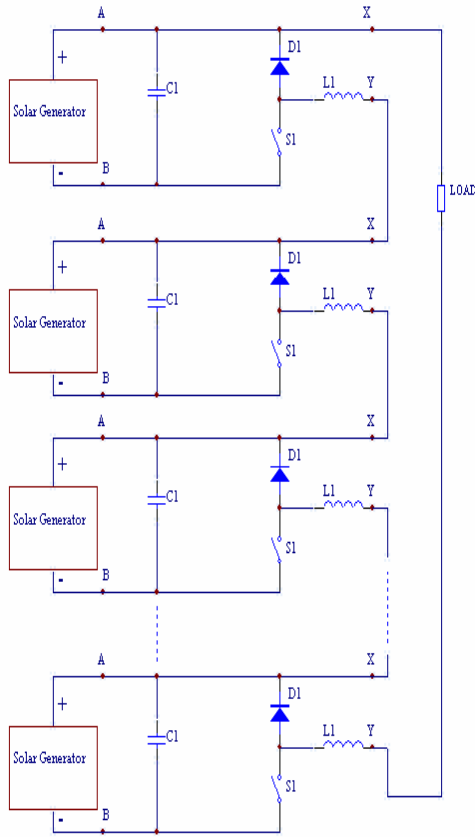 A X
D1
+
C1 L1 Y
Solar Generator
S1
-
B
LOAD
A X
D1
+
C1 L1 Y
Solar Generator
S1
-
B
A X
D1
+
C1 L1 Y
Solar Generator
S1
-
B
A X
D1
+
C1 L1 Y
Solar Generator
S1
-
B